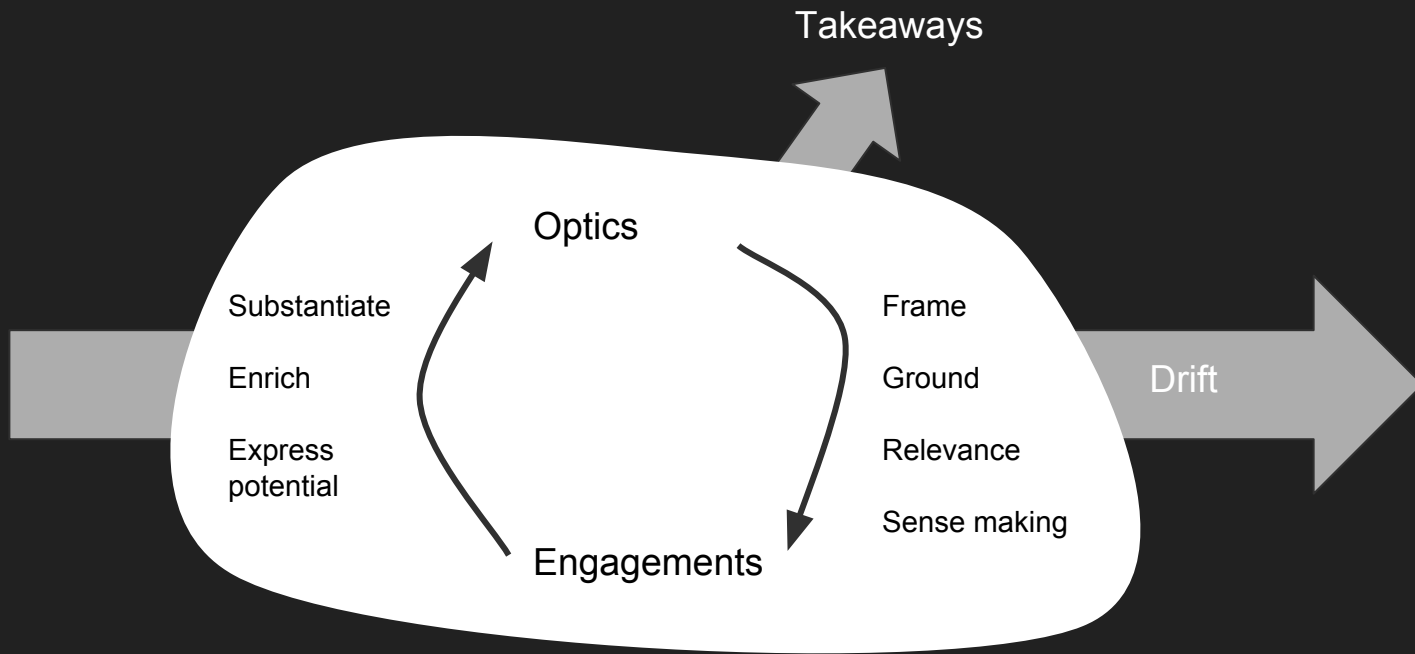 Takeaways
Optics
Substantiate
Enrich
Express
potential
Frame
Ground
Relevance
Sense making
Drift
Engagements